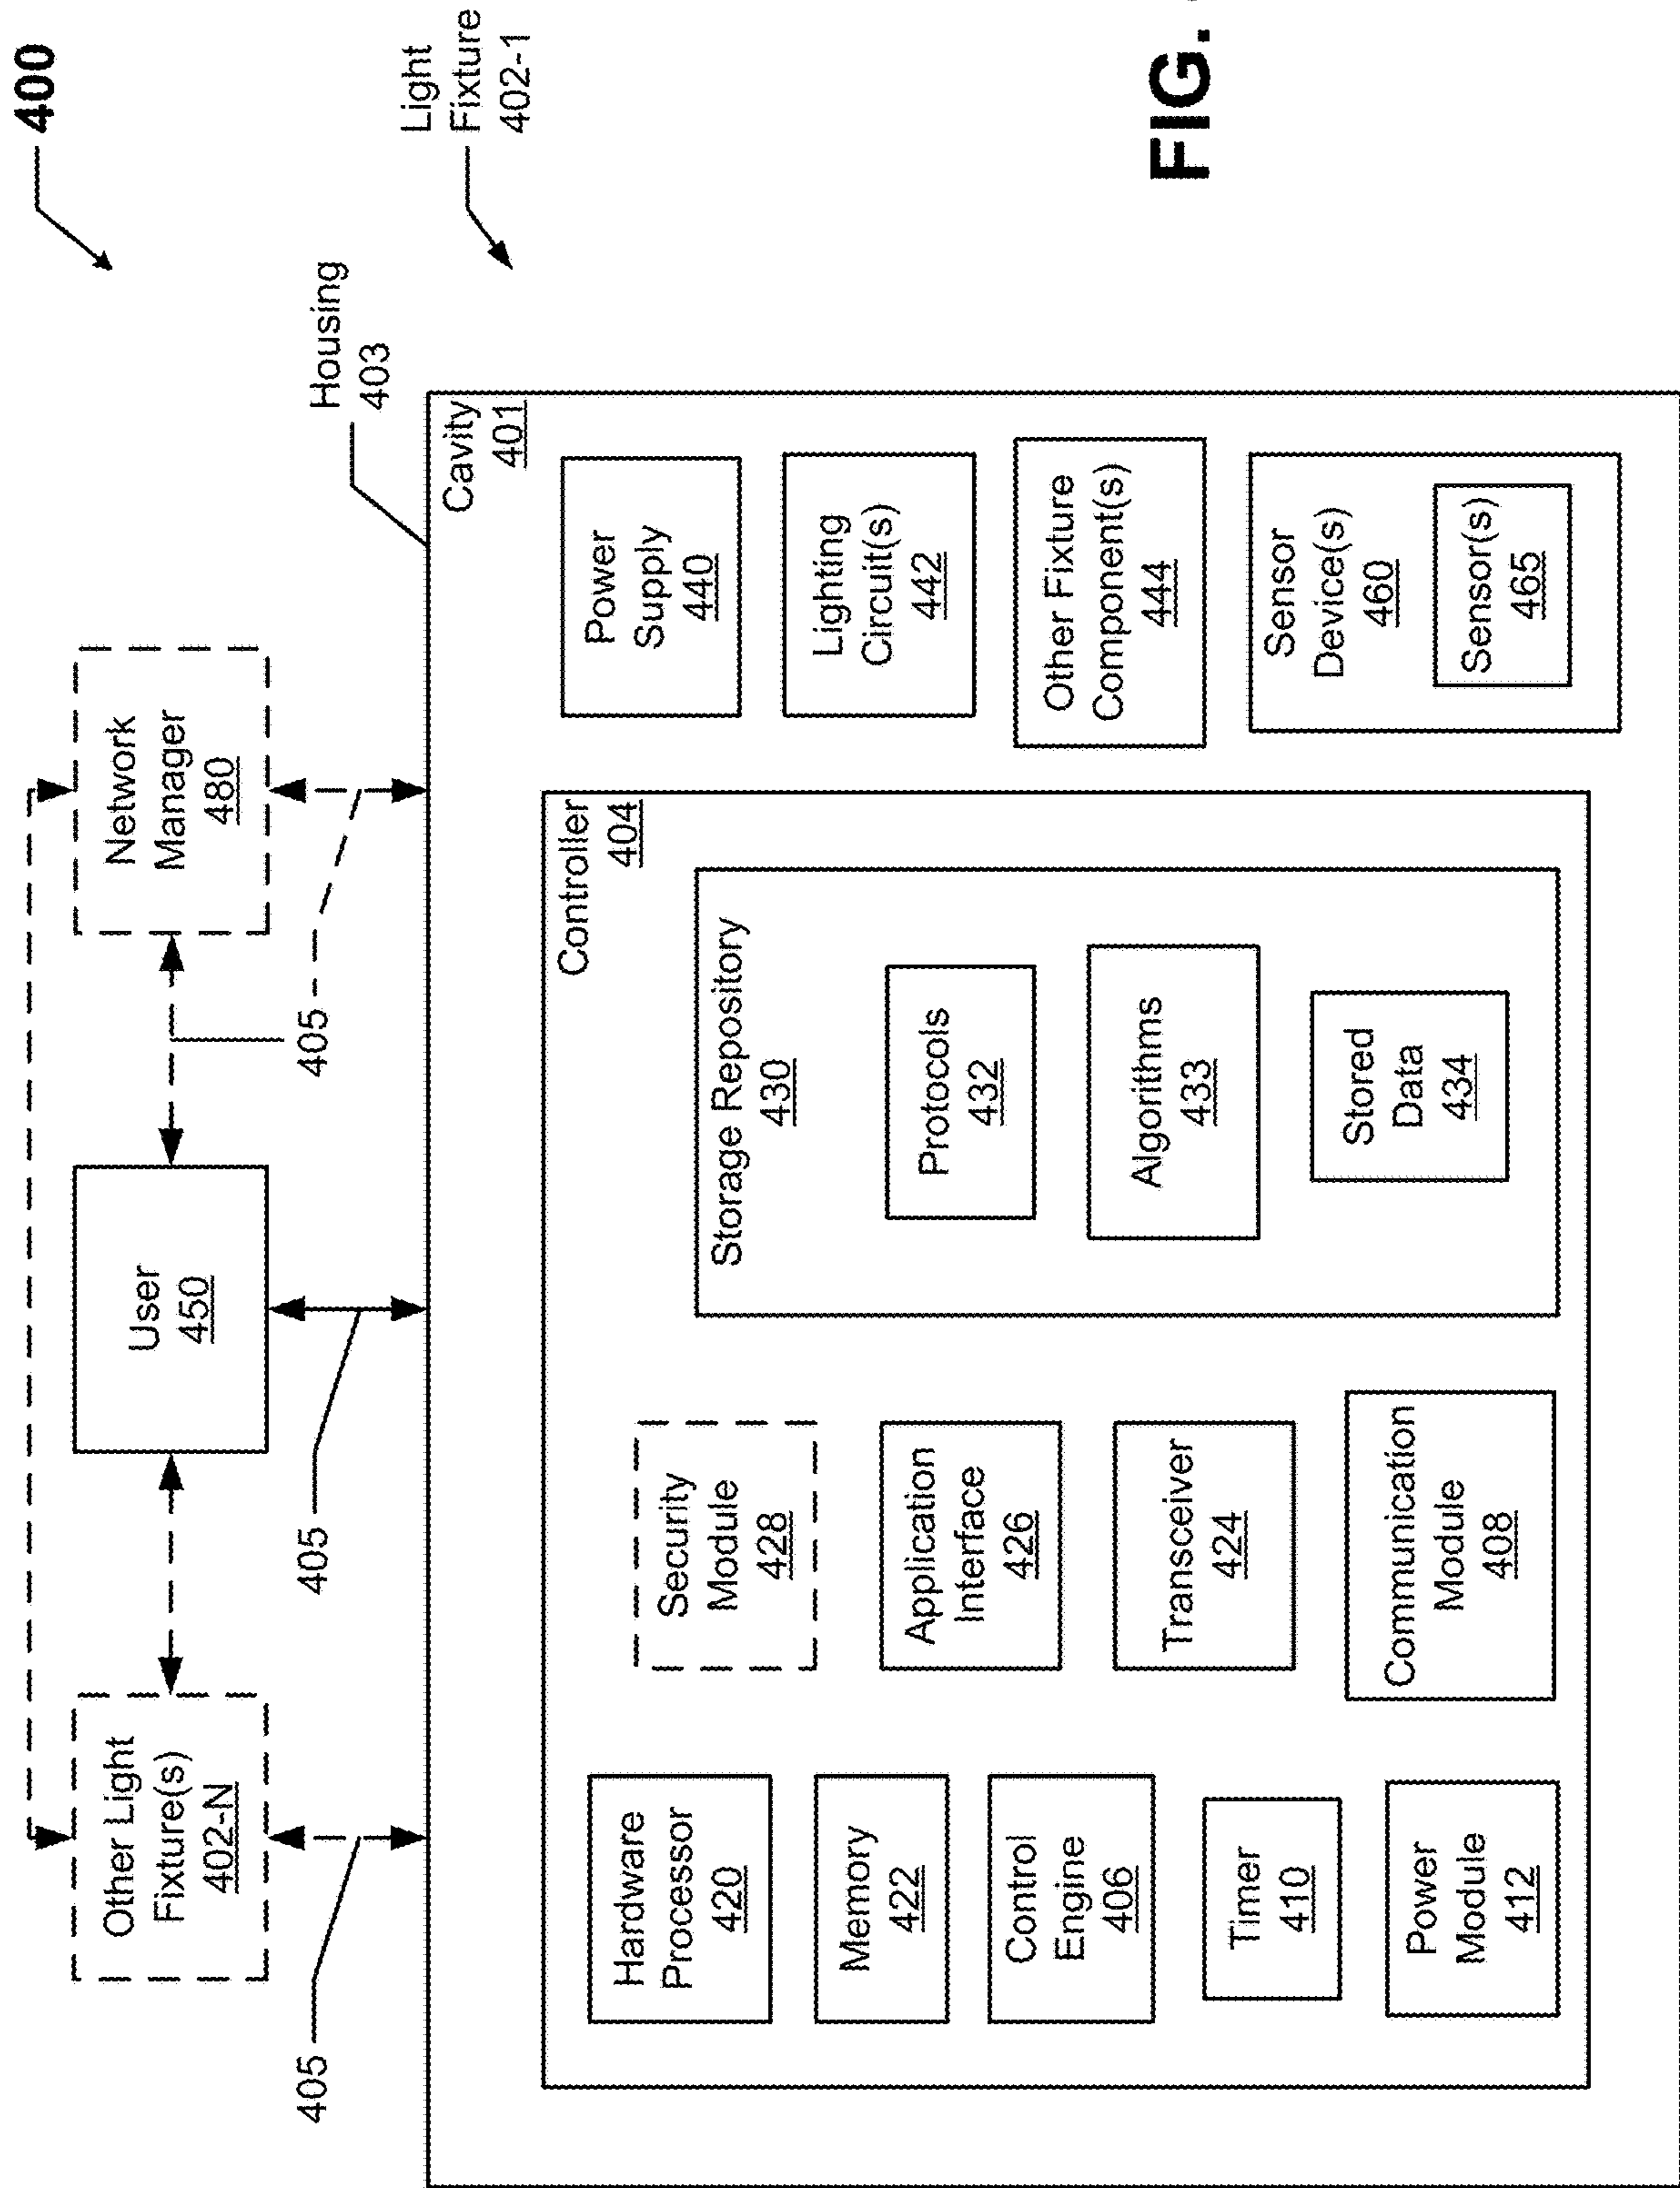 400
Other Light
Fixture(s)
402-N
User
450
Network
Manager
480
405
405
405
Housing
403
Light
Fixture
402-1
Cavity
401
Controller
404
Hardware
Processor
420
Memory
422
Control
Engine
406
Timer
410
Power
Module
412
Security
Module
428
Application
Interface
426
Transceiver
424
Communication
Module
408
Storage Repository
430
Protocols
432
Algorithms
433
Stored
Data
434
Power
Supply
440
Lighting
Circuit(s)
442
Other Fixture
Component(s)
444
Sensor
Device(s)
460
Sensor(s)
465
FIG.